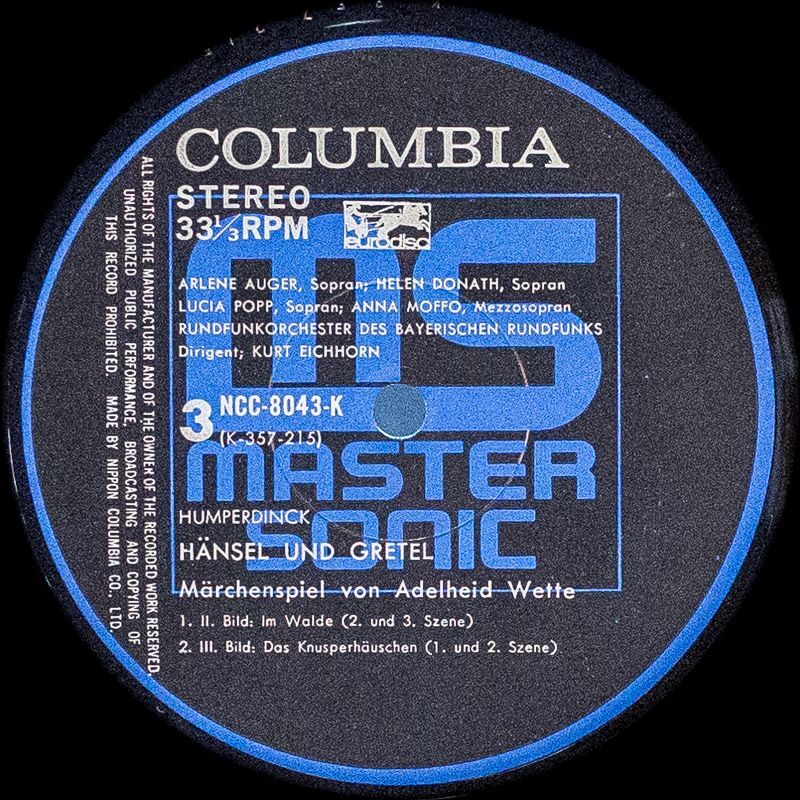 COLUMBIA
STEREO
33⅓RPM
eurodisc
ms
ARLENE AUGER, Sopran; HELEN DONATH, Sopran
LUCIA POPP, Sopran; ANNA MOFFO, Mezzosopran
RUNDFUNKORCHESTER DES BAYERISCHEN RUNDFUNKS
Dirigent; KURT EICHHORN
3 NCC-8043-K
(K-357-215)
MASTER
SONIC
HUMPERDINCK
HÄNSEL UND GRETEL
Märchenspiel von Adelheid Wette
1. II. Bild: Im Walde (2. und 3. Szene)
2. III. Bild: Das Knusperhäuschen (1. und 2. Szene)
ALL RIGHTS OF THE MANUFACTURER AND OF THE OWNER OF THE RECORDED WORK RESERVED.
UNAUTHORIZED PUBLIC PERFORMANCE, BROADCASTING AND COPYING OF
THIS RECORD PROHIBITED. MADE BY NIPPON COLUMBIA CO., LTD.